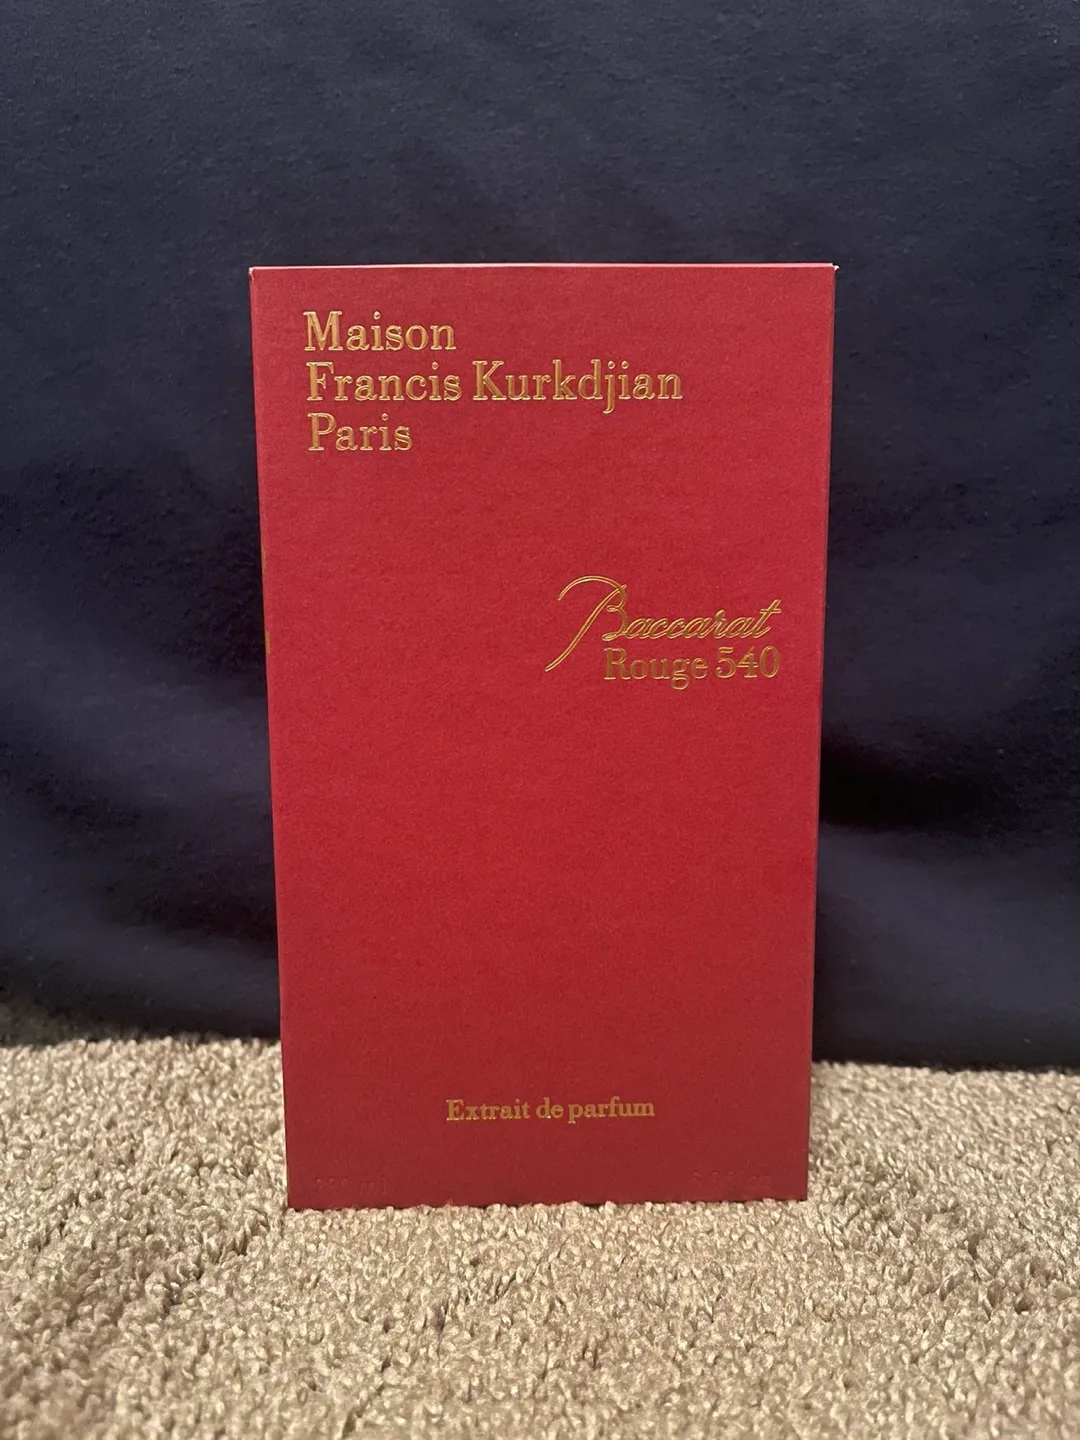 Maison
Francis Kurkdjian
Paris
Baccarat
Rouge 540
Extrait de parfum